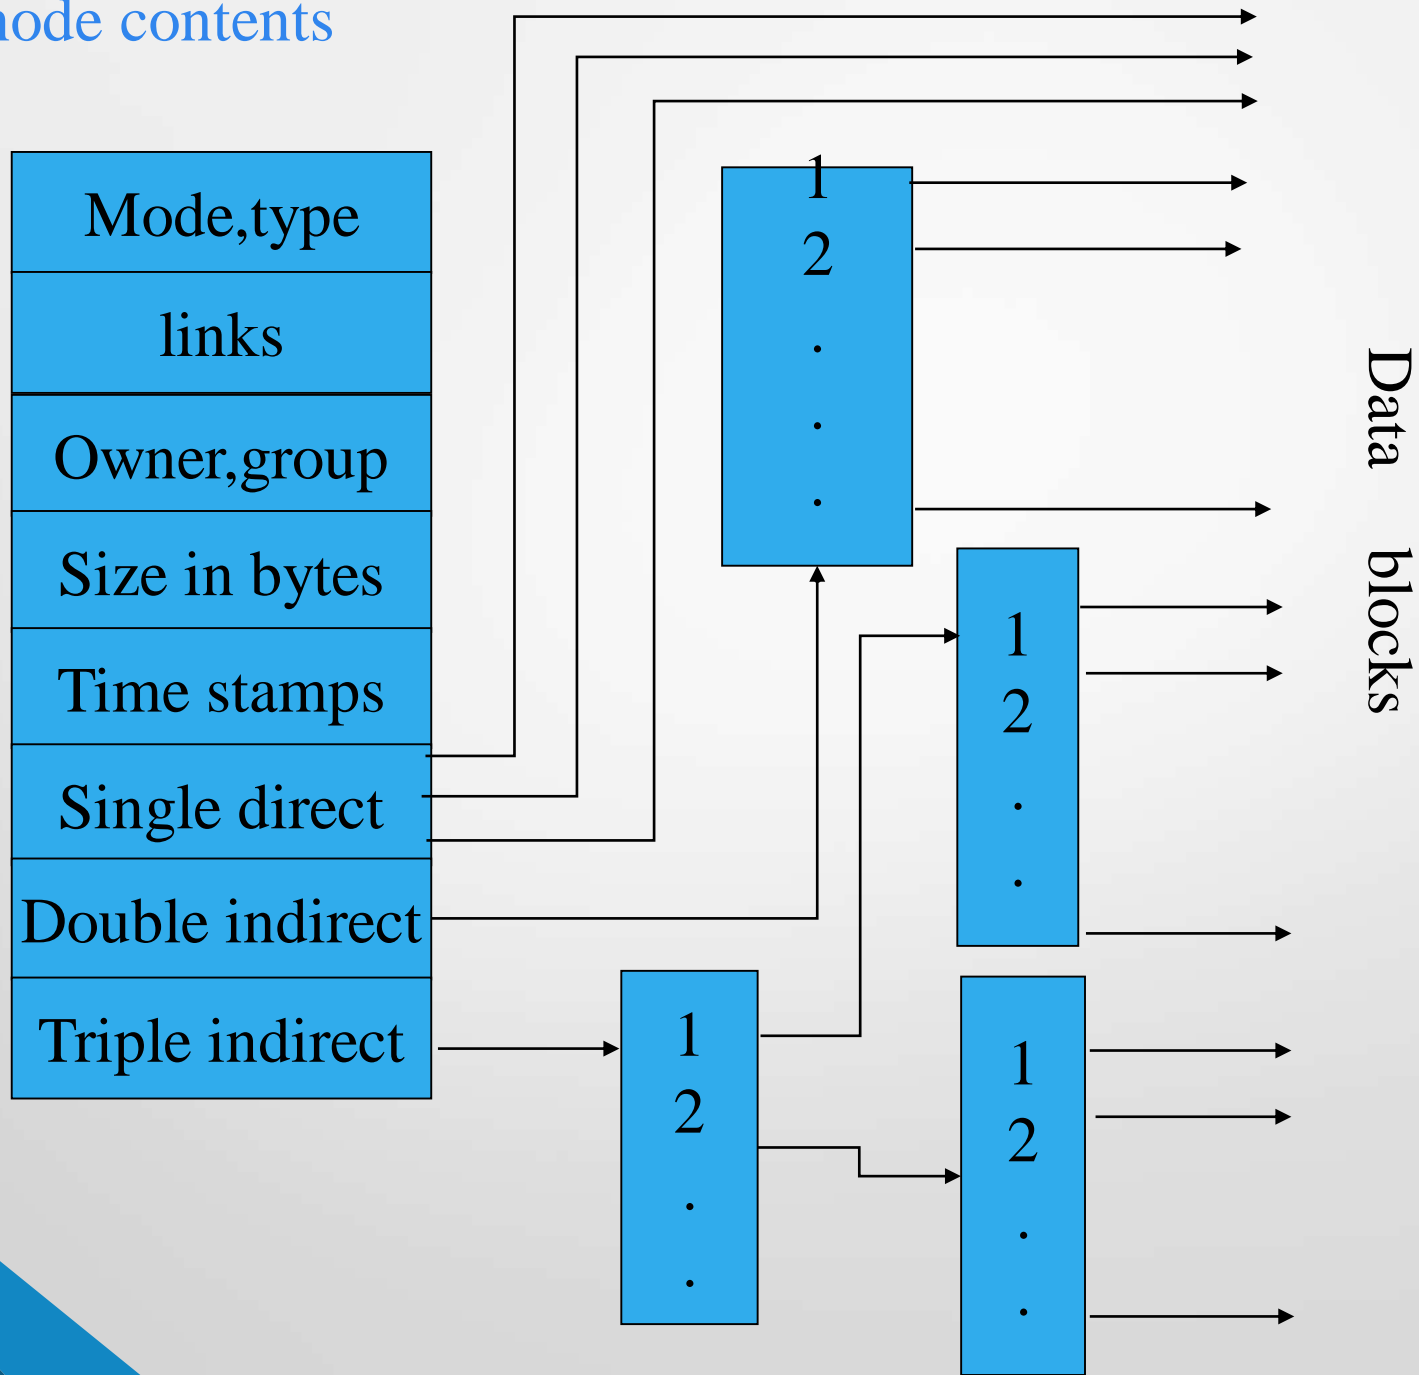 node contents
Mode,type
links
Owner,group
Size in bytes
Time stamps
Single direct
Double indirect
Triple indirect
1
2
.
.
.
1
2
.
.
1
2
.
.
1
2
.
.
Data blocks